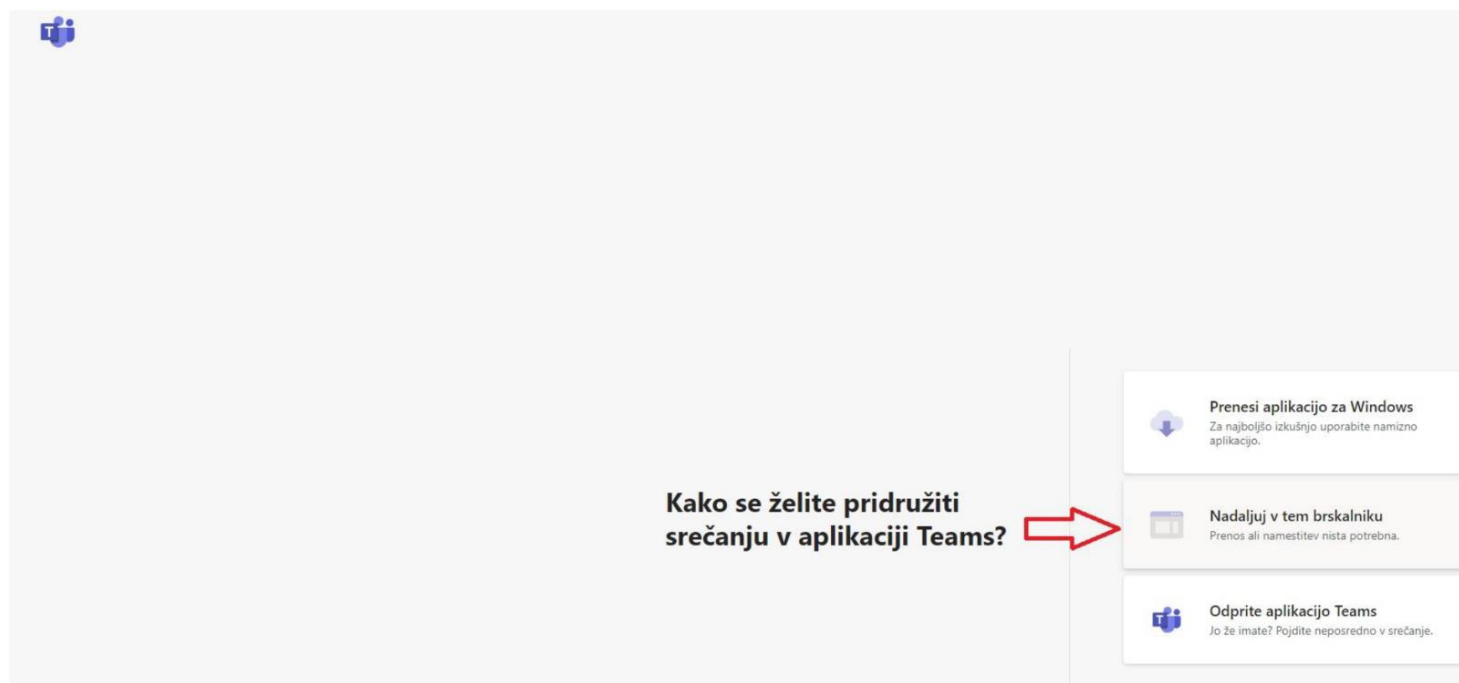 Kako se želite pridružiti
srečanju v aplikaciji Teams?
Prenesi aplikacijo za Windows
Za najboljšo izkušnjo uporabite namizno
aplikacijo.
Nadaljuj v tem brskalniku
Prenos ali namestitev nista potrebna.
Odprite aplikacijo Teams
Jo že imate? Pojdite neposredno v srečanje.